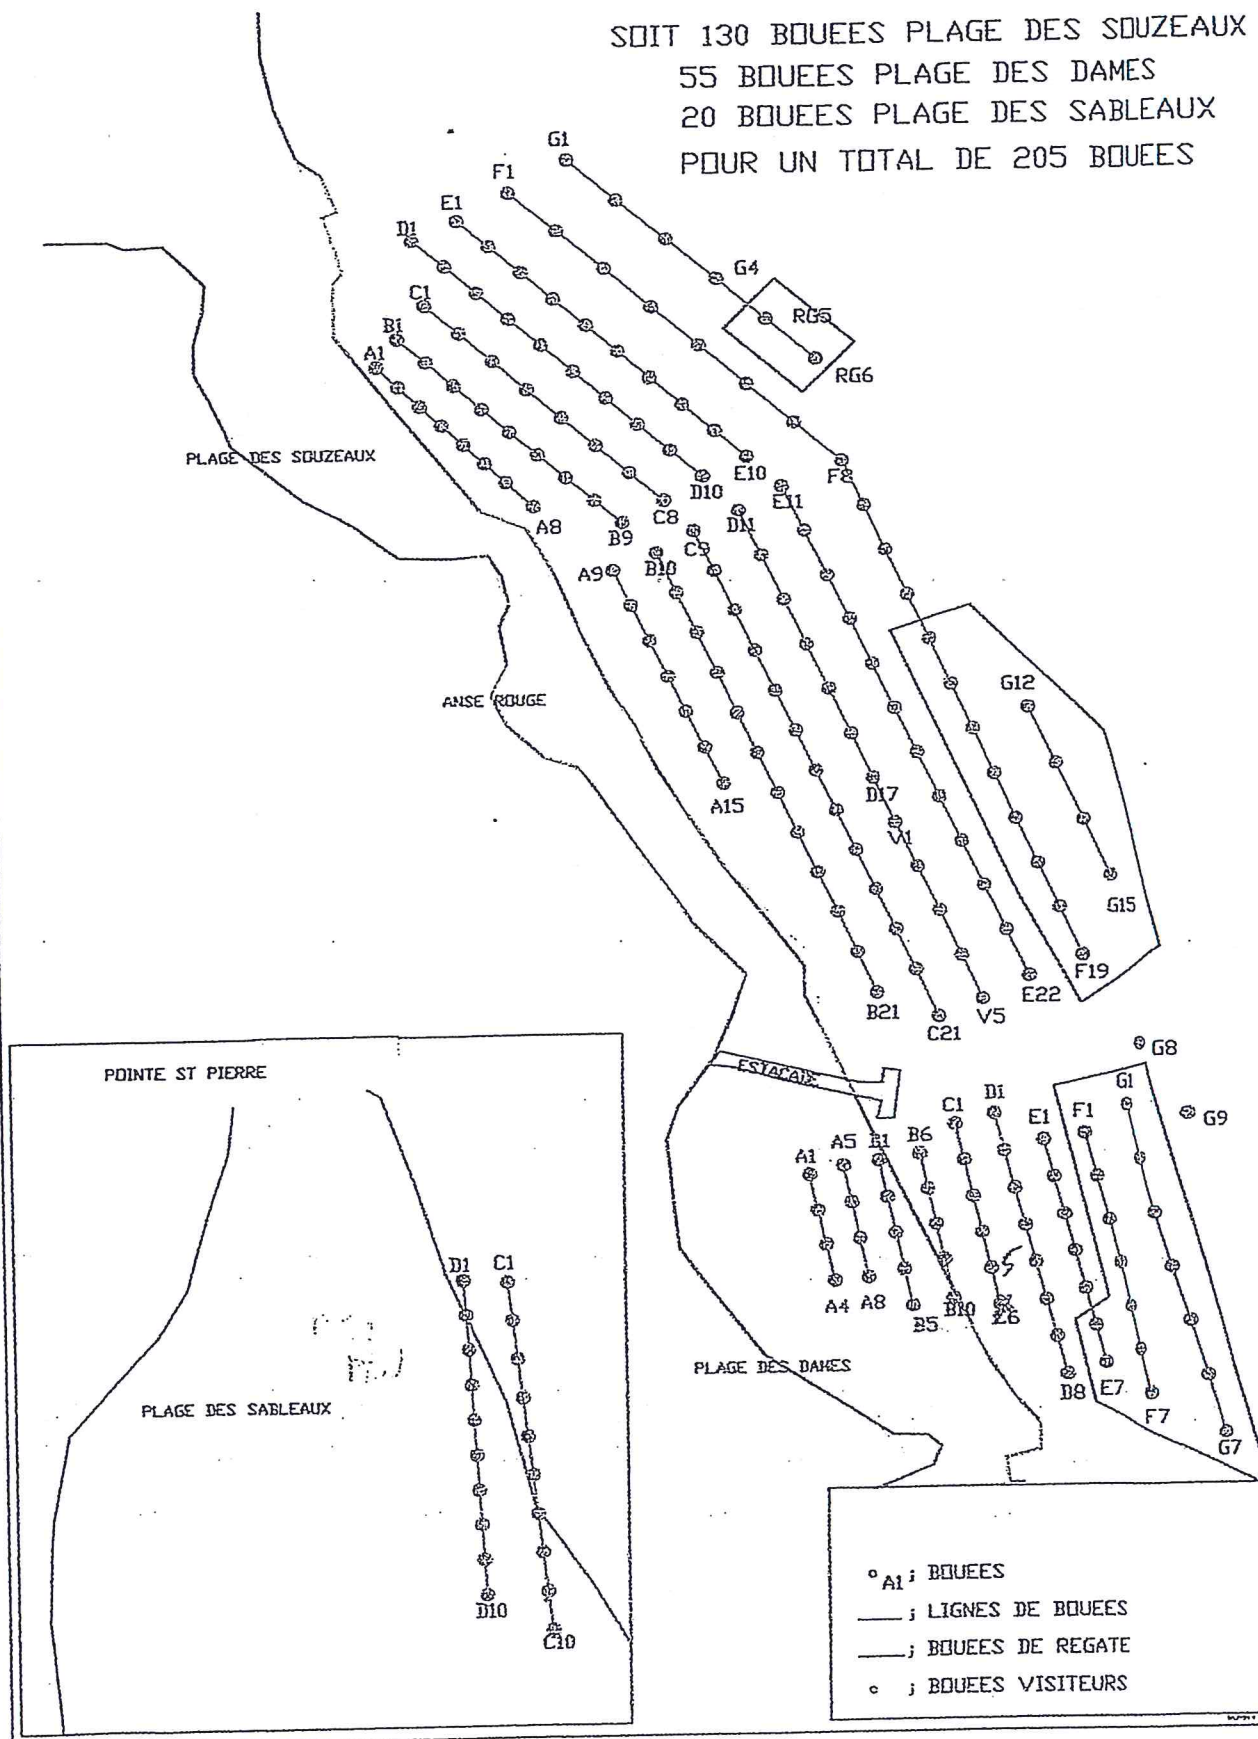 SOIT 130 BOUEES PLAGE DES SOUZEAUX
55 BOUEES PLAGE DES DAMES
20 BOUEES PLAGE DES SABLEAUX
POUR UN TOTAL DE 205 BOUEES
G1
F1
E1
D1
G4
C1
RG5
B1
A1
RG6
PLAGE DES SOUZEAUX
E10
F8
D10
E11
C8
A8
B9
D11
C9
B10
A9
G12
ANSE ROUGE
A15
D17
V1
G15
F19
E22
B21
V5
C21
G8
POINTE ST PIERRE
ESTACADE
G1
G9
C1
D1
E1
F1
A1
A5
B1
B6
D1
C1
A4
A8
B5
B10
PLAGE DES DAMES
D8
E7
F7
G7
PLAGE DES SABLEAUX
D10
C10
A1 ; BOUEES
; LIGNES DE BOUEES
; BOUEES DE REGATE
; BOUEES VISITEURS